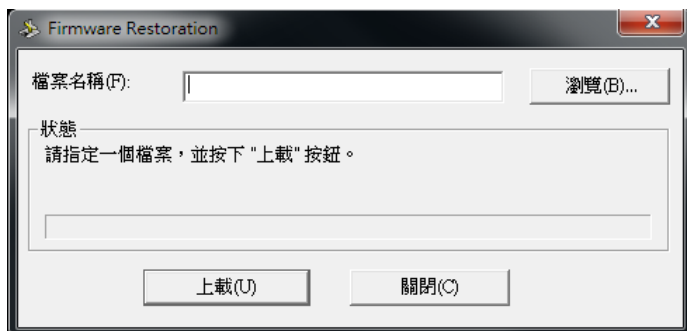 Firmware Restoration
檔案名稱(F):
瀏覽(B)...
狀態
請指定一個檔案，並按下 "上載" 按鈕。
上載(U)
關閉(C)